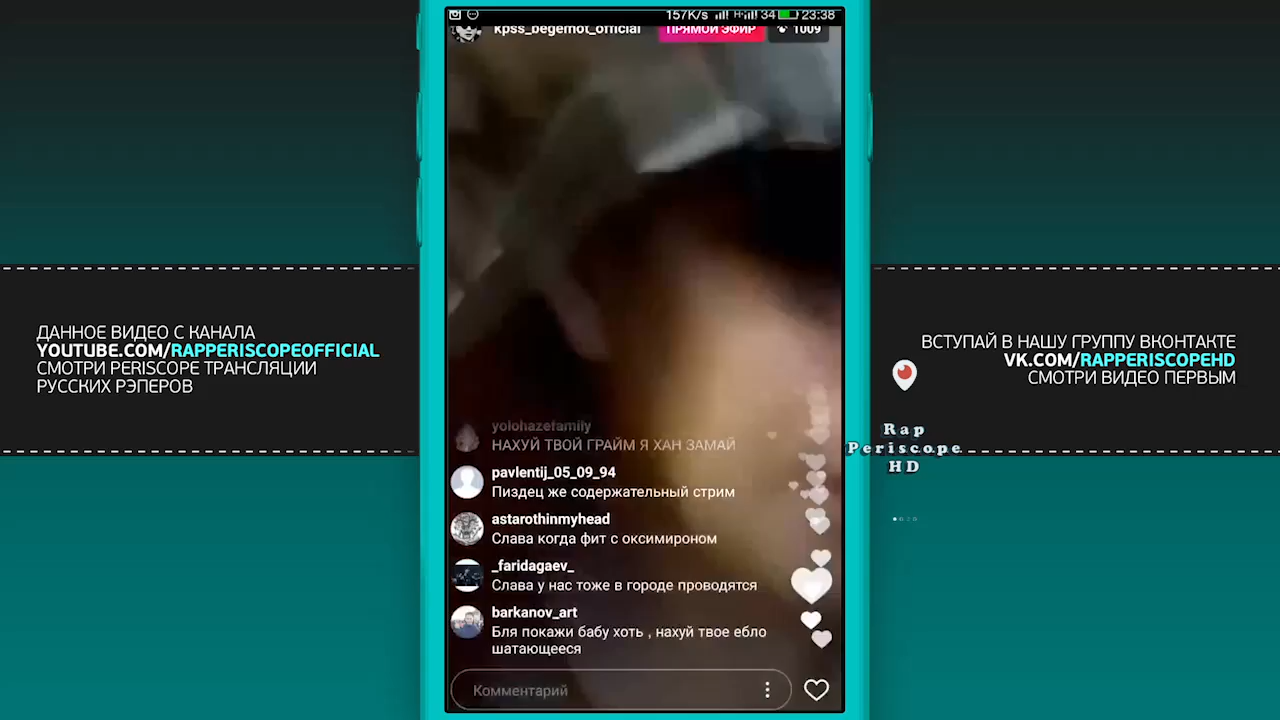 157K/s
34
23:38
kpss_begemot_official
ПРЯМОЙ ЭФИР
1009
ДАННОЕ ВИДЕО С КАНАЛА
YOUTUBE.COM/RAPPERISCOPEOFFICIAL
СМОТРИ PERISCOPE ТРАНСЛЯЦИИ
РУССКИХ РЭПЕРОВ
ВСТУПАЙ В НАШУ ГРУППУ ВКОНТАКТЕ
VK.COM/RAPPERISCOPEHD
СМОТРИ ВИДЕО ПЕРВЫМ
Rap
Periscope
HD
yolohazefamily
НАХУЙ ТВОЙ ГРАЙМ Я ХАН ЗАМАЙ
pavlentij_05_09_94
Пиздец же содержательный стрим
astarothinmyhead
Слава когда фит с оксимироном
_faridagaev_
Слава у нас тоже в городе проводятся
barkanov_art
Бля покажи бабу хоть , нахуй твое ебло
шатающееся
Комментарий